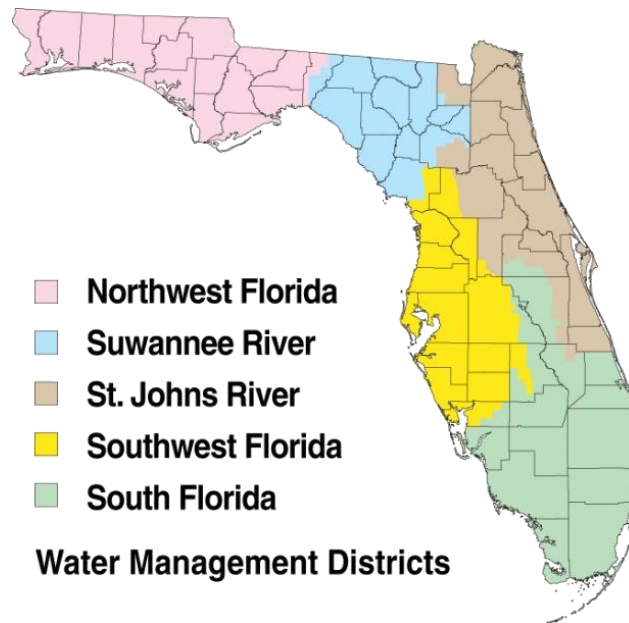 Northwest Florida
Suwannee River
St. Johns River
Southwest Florida
South Florida
Water Management Districts